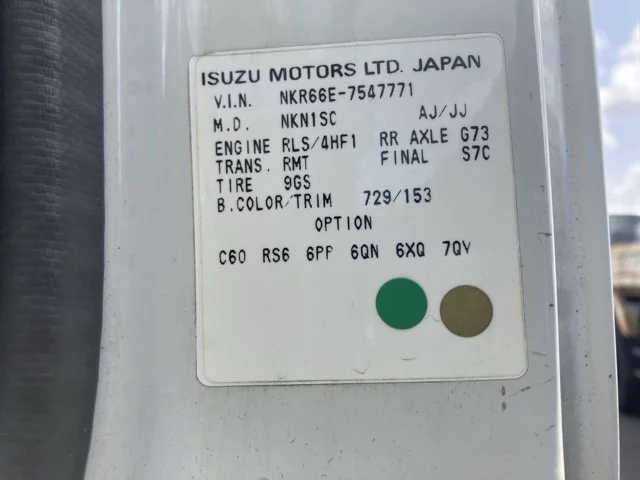 ISUZU MOTORS LTD. JAPAN
V.I.N. NKR66E-7547771
M.D. NKN1SC AJ/JJ
ENGINE RLS/4HF1 RR AXLE G73
TRANS. RMT FINAL S7C
TIRE 9GS
B.COLOR/TRIM 729/153
OPTION
C60 RS6 6PP 6QN 6XQ 7QV